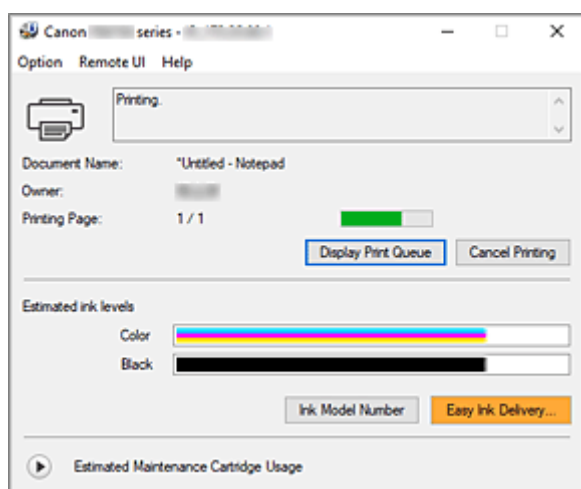 Canon series -
Option Remote UI Help
Printing.
Document Name: "Untitled - Notepad
Owner:
Printing Page: 1 / 1
Display Print Queue Cancel Printing
Estimated ink levels
Color
Black
Ink Model Number Easy Ink Delivery...
Estimated Maintenance Cartridge Usage